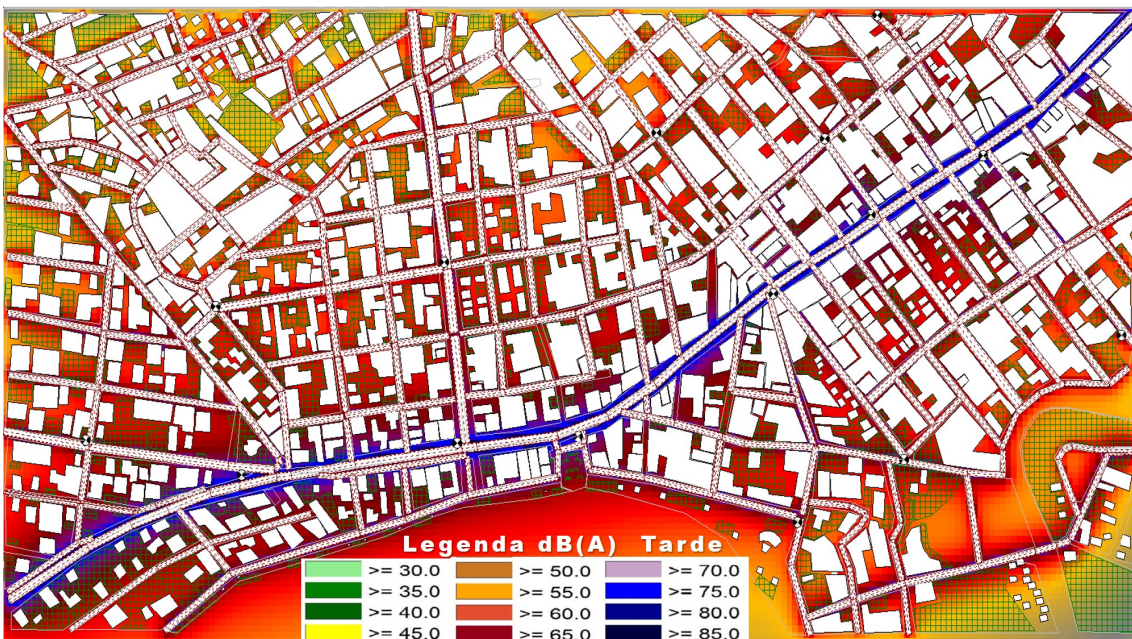 Legenda dB(A) Tarde
>= 30.0 >= 50.0 >= 70.0
>= 35.0 >= 55.0 >= 75.0
>= 40.0 >= 60.0 >= 80.0
>= 45.0 >= 65.0 >= 85.0